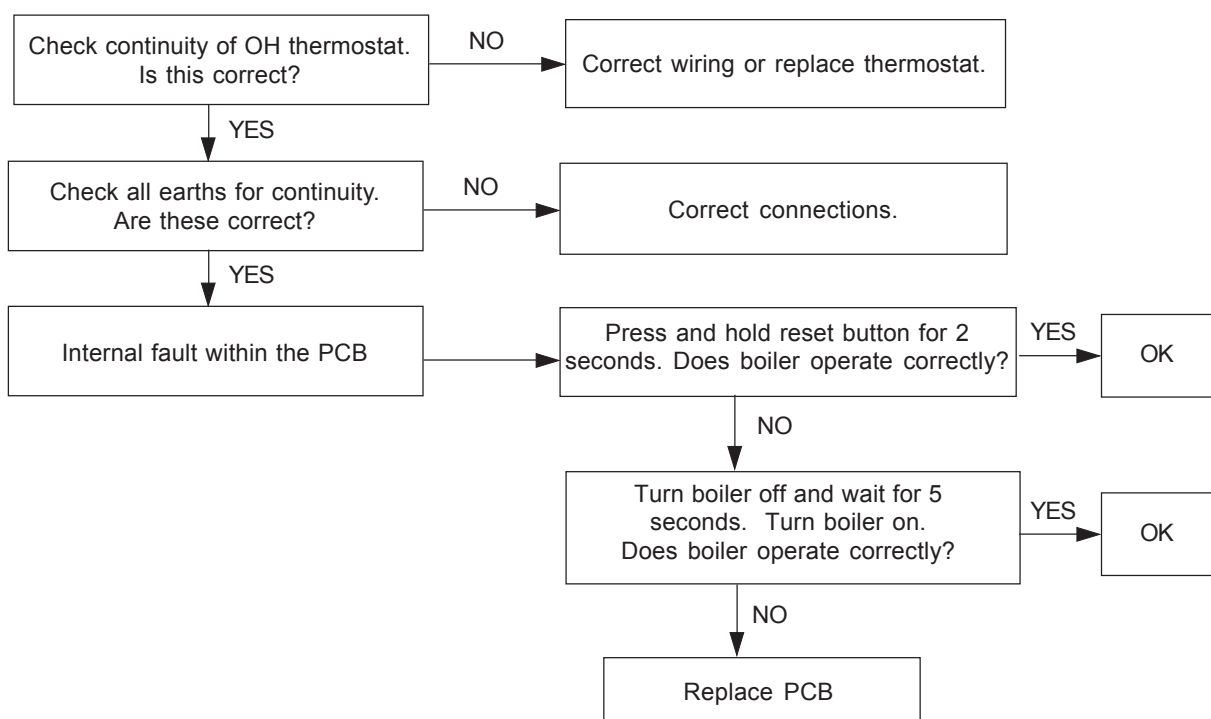 Check continuity of OH thermostat.
Is this correct?
NO
Correct wiring or replace thermostat.
YES
Check all earths for continuity.
Are these correct?
NO
Correct connections.
YES
Internal fault within the PCB
Press and hold reset button for 2
seconds. Does boiler operate correctly?
YES
OK
NO
Turn boiler off and wait for 5
seconds. Turn boiler on.
Does boiler operate correctly?
YES
OK
NO
Replace PCB